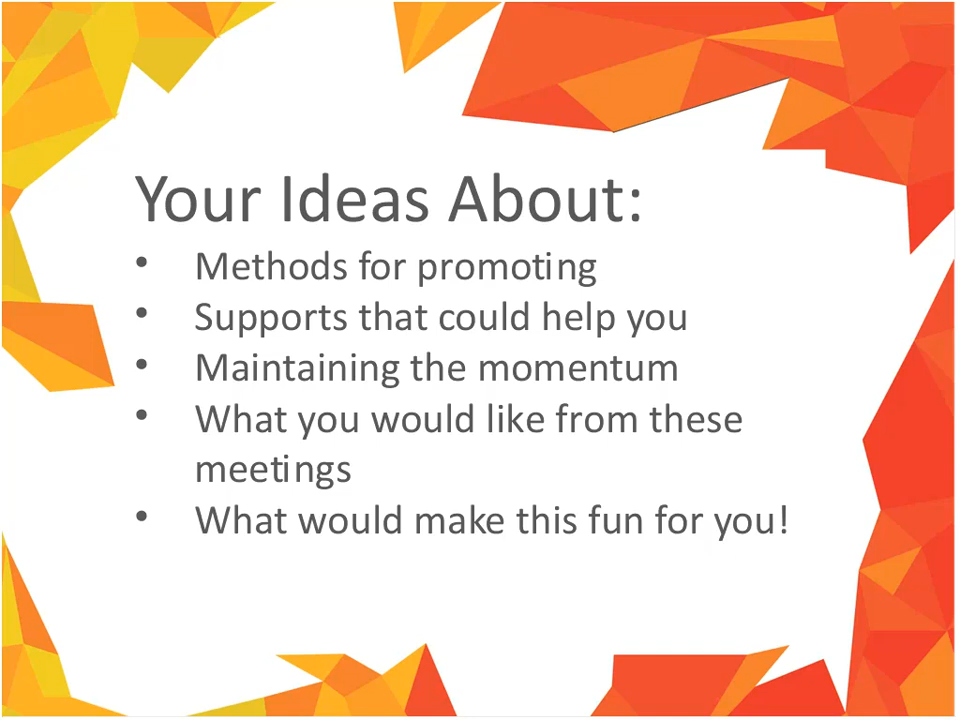 Your Ideas About:
• Methods for promoting
• Supports that could help you
• Maintaining the momentum
• What you would like from these
meetings
• What would make this fun for you!